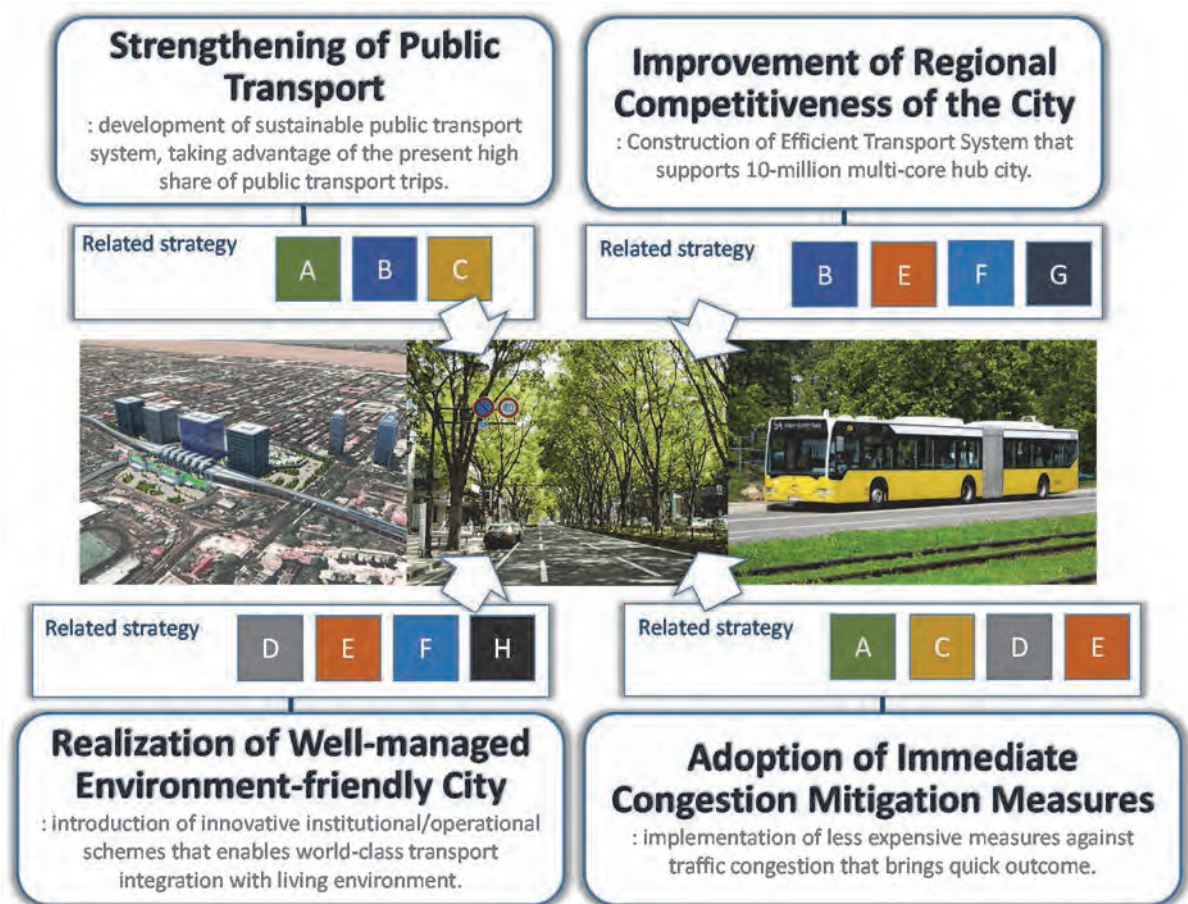 Strengthening of Public
Transport
: development of sustainable public transport
system, taking advantage of the present high
share of public transport trips.
Related strategy
A B C
Improvement of Regional
Competitiveness of the City
: Construction of Efficient Transport System that
supports 10-million multi-core hub city.
Related strategy
B E F G
54
Related strategy
D E F H
Realization of Well-managed
Environment-friendly City
: introduction of innovative institutional/operational
schemes that enables world-class transport
integration with living environment.
Related strategy
A C D E
Adoption of Immediate
Congestion Mitigation Measures
: implementation of less expensive measures against
traffic congestion that brings quick outcome.